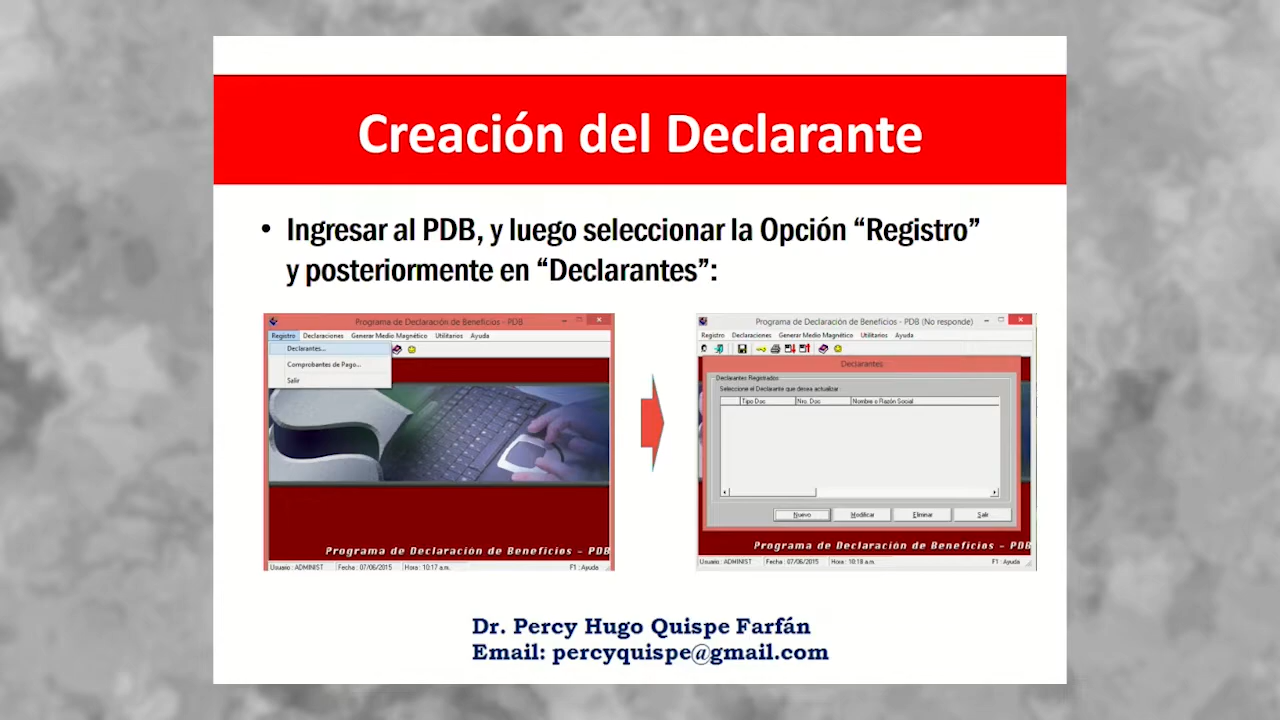 Creación del Declarante
• Ingresar al PDB, y luego seleccionar la Opción “Registro”
y posteriormente en “Declarantes”:
Programa de Declaración de Beneficios - PDB
Registro Declaraciones Generar Medio Magnético Utilitarios Ayuda
Declarantes...
Comprobantes de Pago...
Salir
Programa de Declaración de Beneficios - PDB
Usuario : ADMINIST Fecha : 07/06/2015 Hora : 10:17 a.m. F1 : Ayuda
Programa de Declaración de Beneficios - PDB (No responde)
Registro Declaraciones Generar Medio Magnético Utilitarios Ayuda
Declarantes
Declarantes Registrados
Seleccione el Declarante que desea actualizar
Tipo Doc Nro. Doc Nombre o Razón Social
Nuevo Modificar Eliminar Salir
Programa de Declaración de Beneficios - PDB
Usuario : ADMINIST Fecha : 07/06/2015 Hora : 10:18 a.m. F1 : Ayuda
Dr. Percy Hugo Quispe Farfán
Email: percyquispe@gmail.com